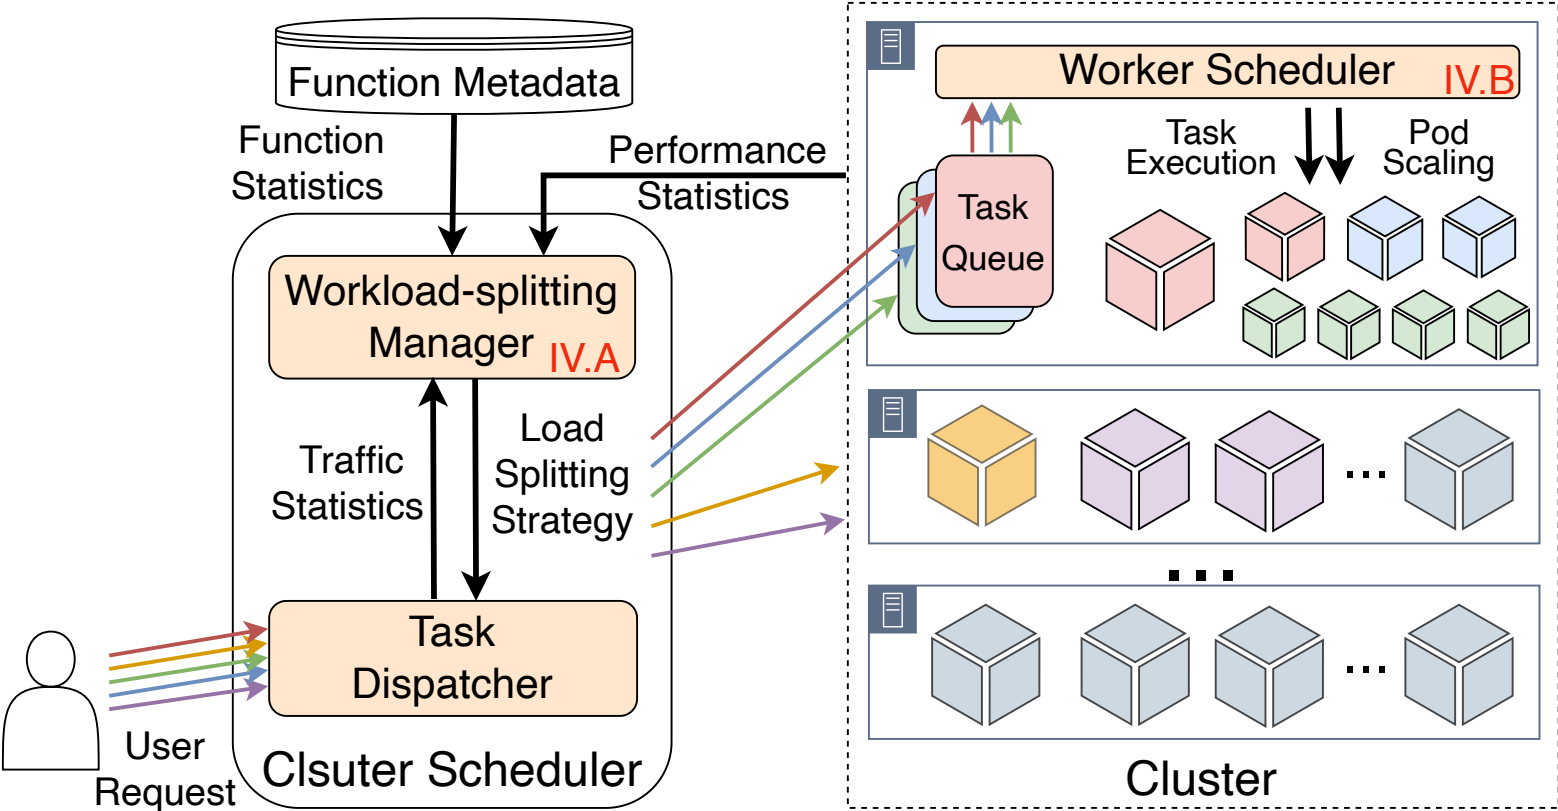 Function Metadata
Function
Statistics
Performance
Statistics
Workload-splitting
Manager
IV.A
Traffic
Statistics
Load
Splitting
Strategy
Task
Dispatcher
User
Request
Clsuter Scheduler
Worker Scheduler
IV.B
Task
Execution
Pod
Scaling
Task
Queue
...
...
...
Cluster